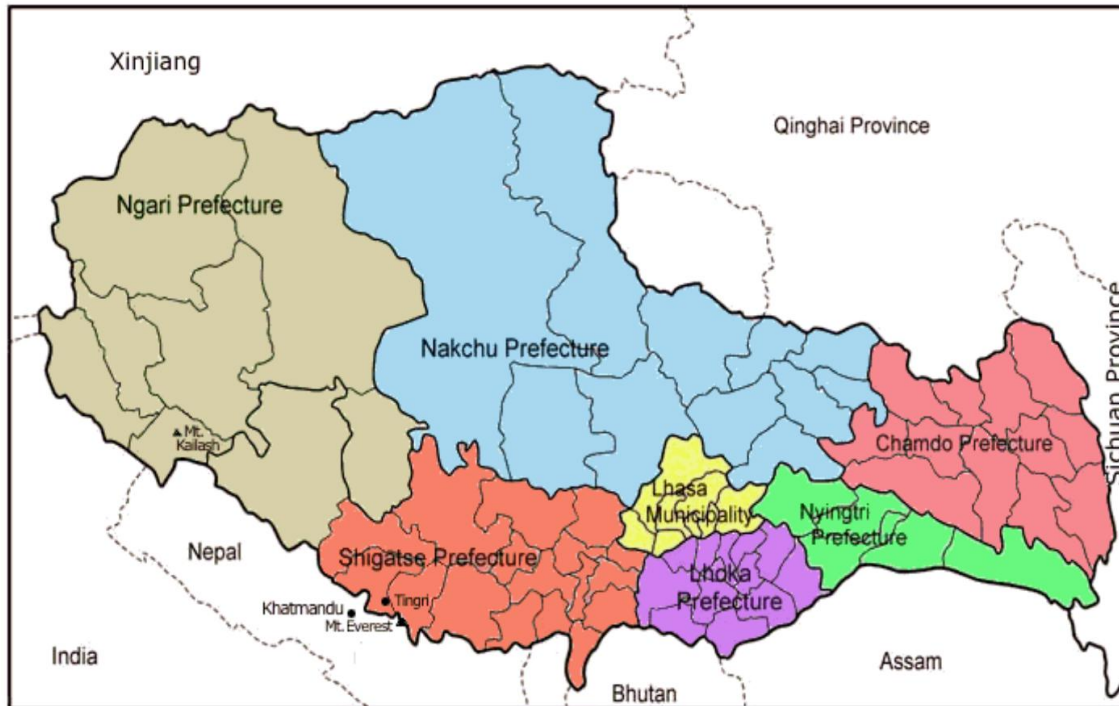 Xinjiang
Qinghai Province
Ngari Prefecture
Sichuan Province
Nakchu Prefecture
Mt.
Kailash
Chamdo Prefecture
Lhasa
Municipality
Nyingtri
Prefecture
Nepal
Shigatse Prefecture
Lhoka
Prefecture
Tingri
Khatmandu
Mt. Everest
India
Assam
Bhutan